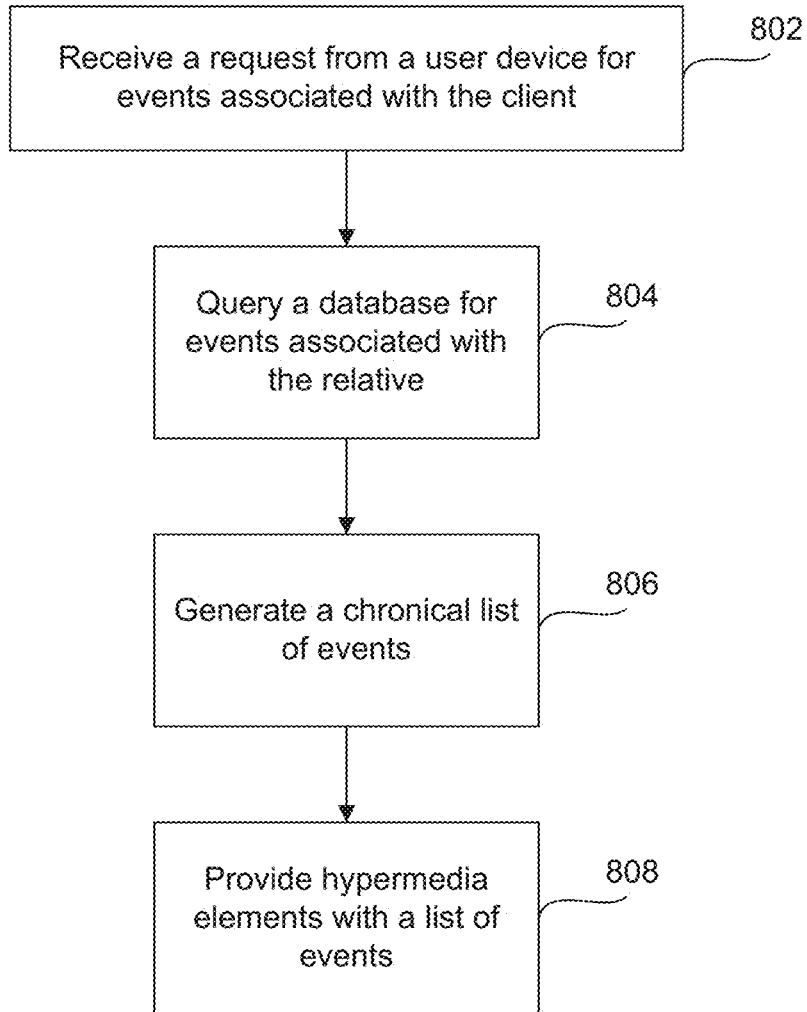 802
Receive a request from a user device for
events associated with the client
804
Query a database for
events associated with
the relative
806
Generate a chronical list
of events
808
Provide hypermedia
elements with a list of
events